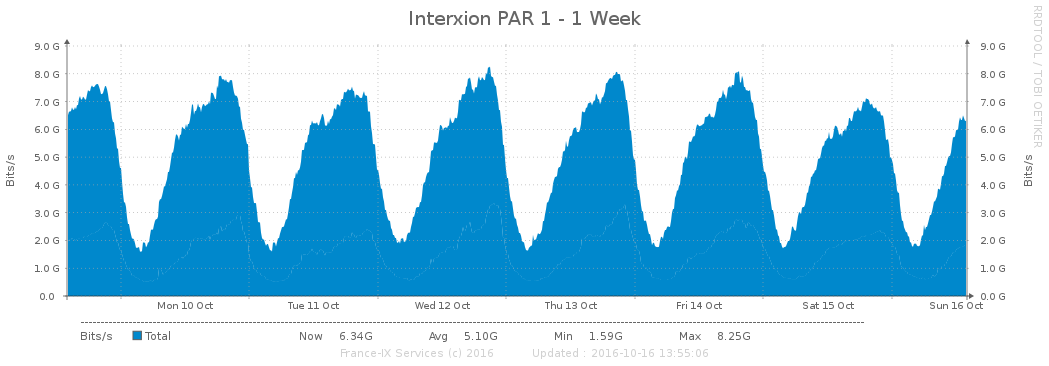 Interxion PAR 1 - 1 Week
RRDTOOL / TOBI OETIKER
9.0 G 9.0 G
8.0 G 8.0 G
7.0 G 7.0 G
6.0 G 6.0 G
5.0 G 5.0 G
4.0 G 4.0 G
3.0 G 3.0 G
2.0 G 2.0 G
1.0 G 1.0 G
0.0 0.0 G
Bits/s
Bits/s
Mon 10 Oct Tue 11 Oct Wed 12 Oct Thu 13 Oct Fri 14 Oct Sat 15 Oct Sun 16 Oct
Bits/s Total Now 6.34G Avg 5.10G Min 1.59G Max 8.25G
France-IX Services (c) 2016 Updated : 2016-10-16 13:55:06